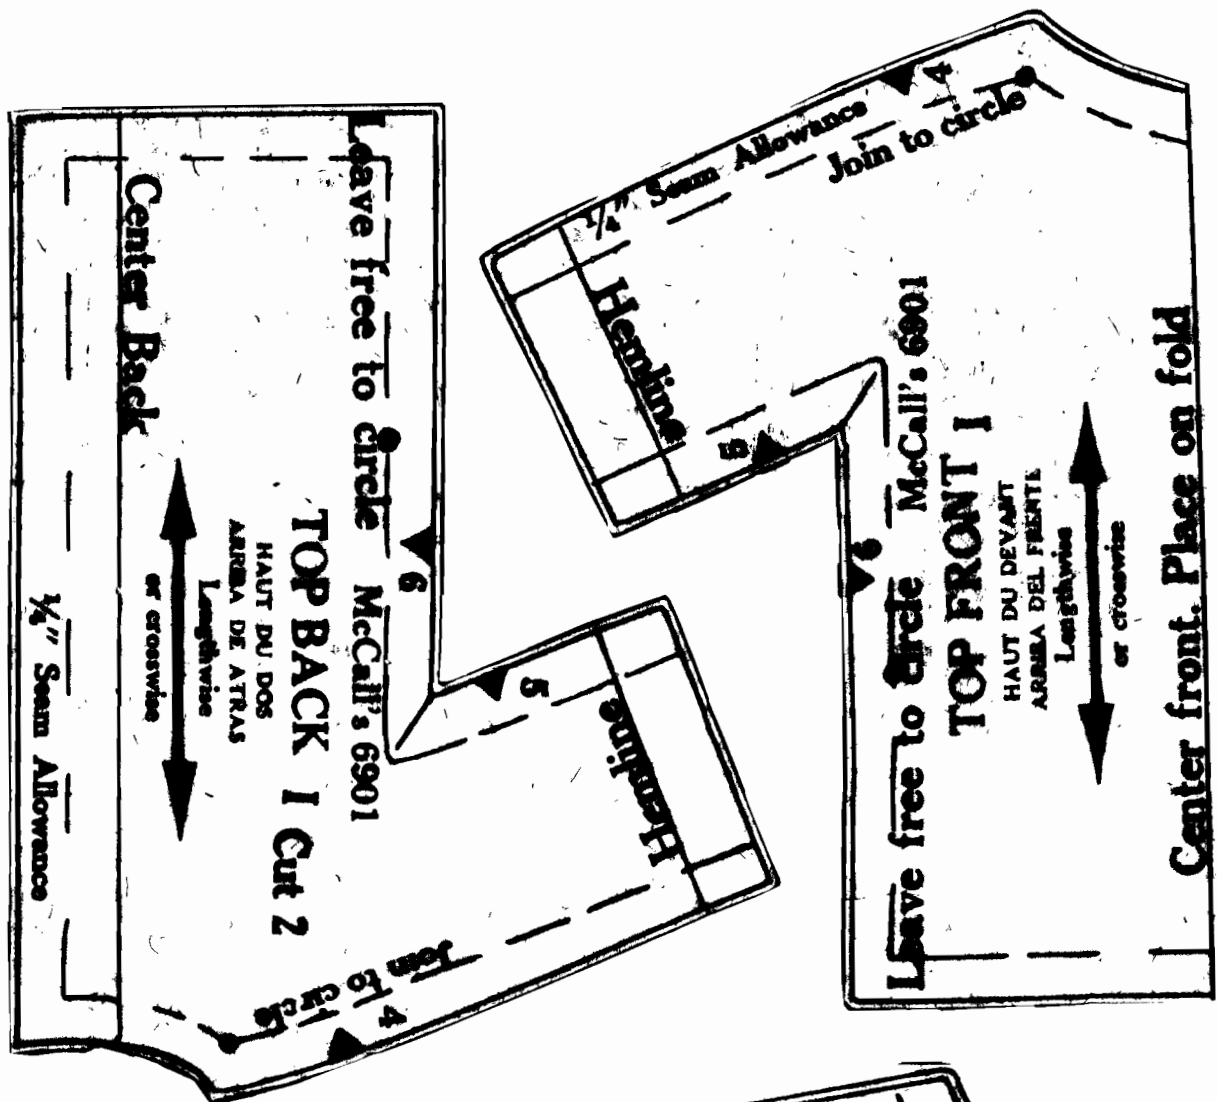 Leave free to circle McCall's 6901
TOP BACK I Cut 2
HAUT DU DOS
ARRIBA DE ATRAS
Lengthwise
or crosswise
Center Back
1/4" Seam Allowance
6
5
Hemline
Join to circle
4
1/4" Seam Allowance
4
Join to circle
Hemline
5
6
Leave free to circle McCall's 6901
TOP FRONT I
HAUT DU DEVANT
ARRIBA DEL FRENTE
Lengthwise
or crosswise
Center front. Place on fold